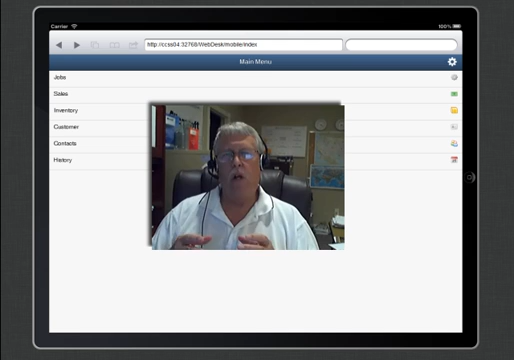 Carrier
100%
http://ccss04:32768/WebDesk/mobile/index
Main Menu
Jobs
Sales
Inventory
Customer
Contacts
History